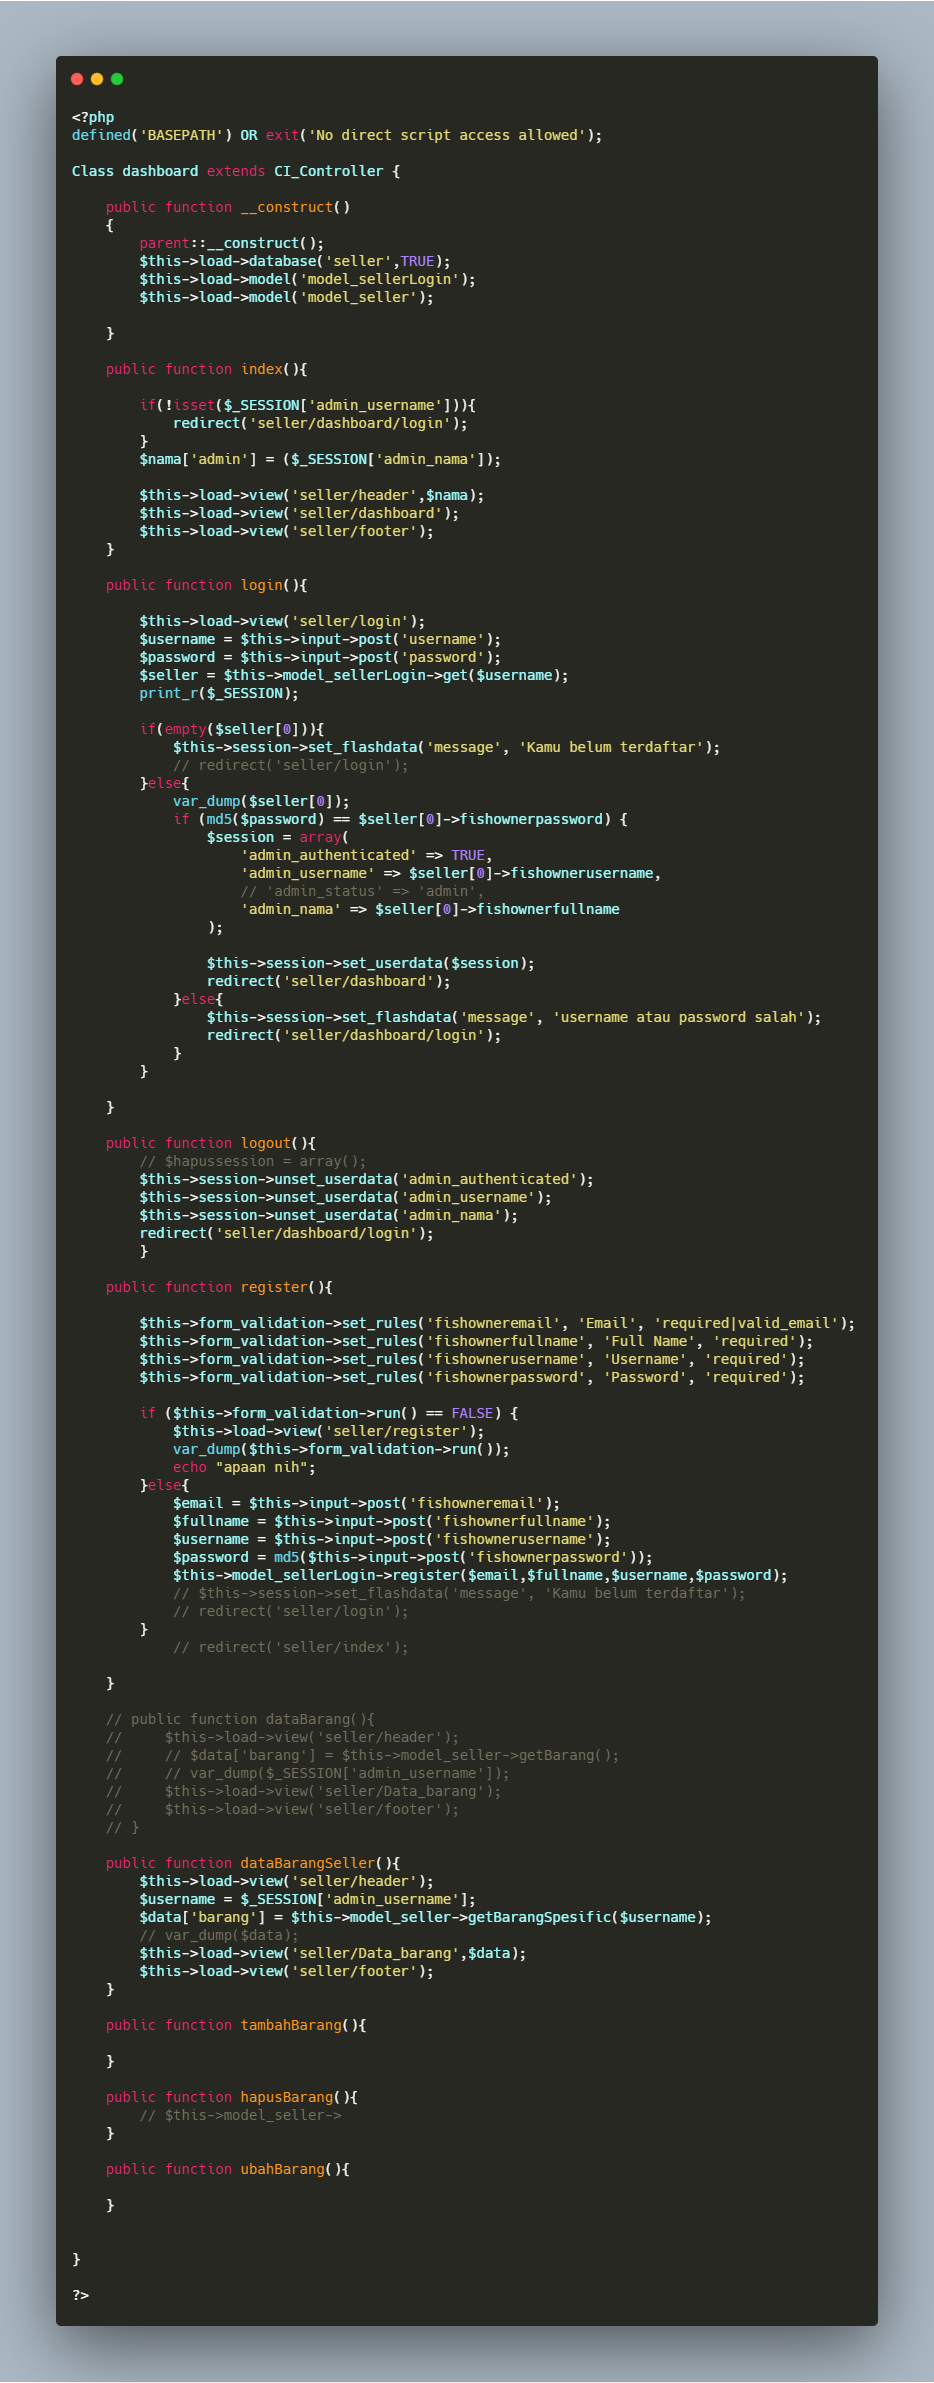 <?php
defined('BASEPATH') OR exit('No direct script access allowed');

Class dashboard extends CI_Controller {

    public function __construct()
    {
        parent::__construct();
        $this->load->database('seller',TRUE);
        $this->load->model('model_sellerLogin');
        $this->load->model('model_seller');

    }

    public function index(){

        if(!isset($_SESSION['admin_username'])){
            redirect('seller/dashboard/login');
        }
        $nama['admin'] = ($_SESSION['admin_nama']);

        $this->load->view('seller/header',$nama);
        $this->load->view('seller/dashboard');
        $this->load->view('seller/footer');
    }

    public function login(){

        $this->load->view('seller/login');
        $username = $this->input->post('username');
        $password = $this->input->post('password');
        $seller = $this->model_sellerLogin->get($username);
        print_r($_SESSION);

        if(empty($seller[0])){
            $this->session->set_flashdata('message', 'Kamu belum terdaftar');
            // redirect('seller/login');
        }else{
            var_dump($seller[0]);
            if (md5($password) == $seller[0]->fishownerpassword) {
                $session = array(
                    'admin_authenticated' => TRUE,
                    'admin_username' => $seller[0]->fishownerusername,
                    // 'admin_status' => 'admin',
                    'admin_nama' => $seller[0]->fishownerfullname
                );

                $this->session->set_userdata($session);
                redirect('seller/dashboard');
            }else{
                $this->session->set_flashdata('message', 'username atau password salah');
                redirect('seller/dashboard/login');
            }
        }

    }

    public function logout(){
        // $hapussession = array();
        $this->session->unset_userdata('admin_authenticated');
        $this->session->unset_userdata('admin_username');
        $this->session->unset_userdata('admin_nama');
        redirect('seller/dashboard/login');
        }

    public function register(){

        $this->form_validation->set_rules('fishowneremail', 'Email', 'required|valid_email');
        $this->form_validation->set_rules('fishownerfullname', 'Full Name', 'required');
        $this->form_validation->set_rules('fishownerusername', 'Username', 'required');
        $this->form_validation->set_rules('fishownerpassword', 'Password', 'required');

        if ($this->form_validation->run() == FALSE) {
            $this->load->view('seller/register');
            var_dump($this->form_validation->run());
            echo "apaan nih";
        }else{
            $email = $this->input->post('fishowneremail');
            $fullname = $this->input->post('fishownerfullname');
            $username = $this->input->post('fishownerusername');
            $password = md5($this->input->post('fishownerpassword'));
            $this->model_sellerLogin->register($email,$fullname,$username,$password);
            // $this->session->set_flashdata('message', 'Kamu belum terdaftar');
            // redirect('seller/login');
        }
            // redirect('seller/index');

    }

    // public function dataBarang(){
    //     $this->load->view('seller/header');
    //     // $data['barang'] = $this->model_seller->getBarang();
    //     // var_dump($_SESSION['admin_username']);
    //     $this->load->view('seller/Data_barang');
    //     $this->load->view('seller/footer');
    // }

    public function dataBarangSeller(){
        $this->load->view('seller/header');
        $username = $_SESSION['admin_username'];
        $data['barang'] = $this->model_seller->getBarangSpesific($username);
        // var_dump($data);
        $this->load->view('seller/Data_barang',$data);
        $this->load->view('seller/footer');
    }

    public function tambahBarang(){

    }

    public function hapusBarang(){
        // $this->model_seller->
    }

    public function ubahBarang(){

    }


}

?>